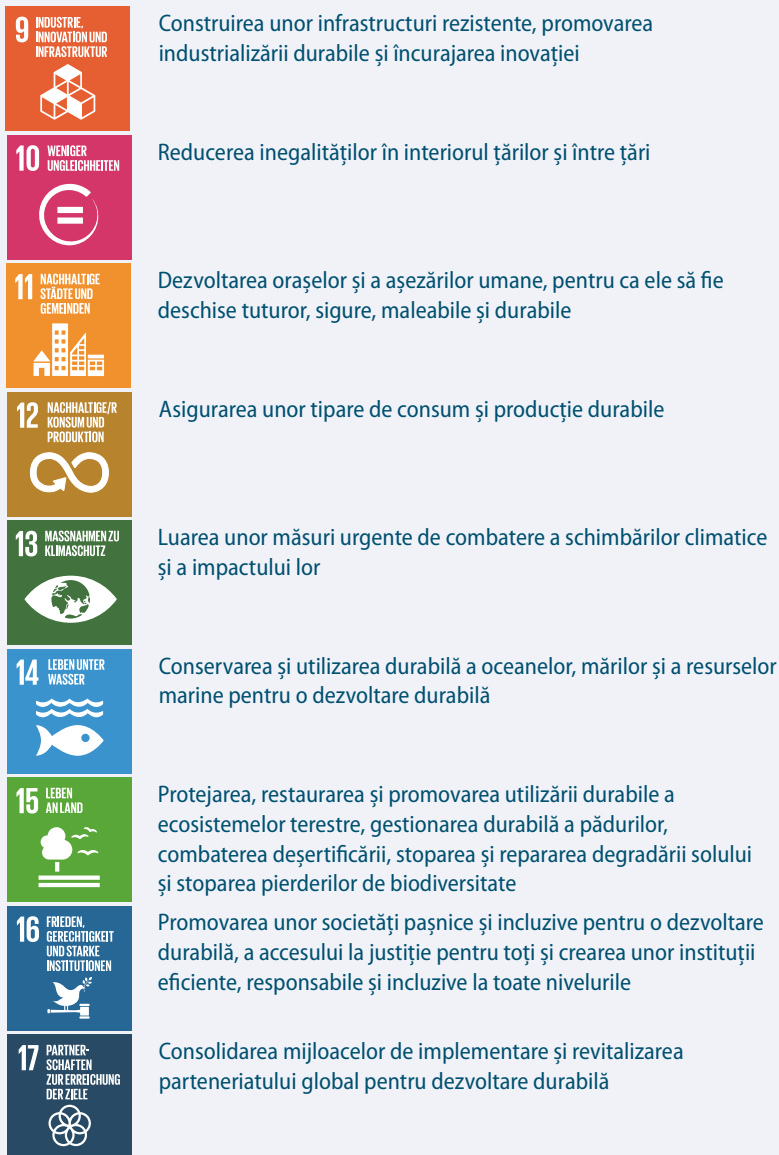 9 INDUSTRIE,
INNOVATION UND
INFRASTRUKTUR
Construirea unor infrastructuri rezistente, promovarea
industrializării durabile și încurajarea inovației
10 WENIGER
UNGLEICHHEITEN
Reducerea inegalităților în interiorul țărilor și între țări
11 NACHHALTIGE
STÄDTE UND
GEMEINDEN
Dezvoltarea orașelor și a așezărilor umane, pentru ca ele să fie
deschise tuturor, sigure, maleabile și durabile
12 NACHHALTIGE/R
KONSUM UND
PRODUKTION
Asigurarea unor tipare de consum și producție durabile
13 MASSNAHMEN ZU
KLIMASCHUTZ
Luarea unor măsuri urgente de combatere a schimbărilor climatice
și a impactului lor
14 LEBEN UNTER
WASSER
Conservarea și utilizarea durabilă a oceanelor, mărilor și a resurselor
marine pentru o dezvoltare durabilă
15 LEBEN
AN LAND
Protejarea, restaurarea și promovarea utilizării durabile a
ecosistemelor terestre, gestionarea durabilă a pădurilor,
combaterea deșertificării, stoparea și repararea degradării solului
și stoparea pierderilor de biodiversitate
16 FRIEDEN,
GERECHTIGKEIT
UND STARKE
INSTITUTIONEN
Promovarea unor societăți pașnice și incluzive pentru o dezvoltare
durabilă, a accesului la justiție pentru toți și crearea unor instituții
eficiente, responsabile și incluzive la toate nivelurile
17 PARTNER-
SCHAFTEN
ZUR ERREICHUNG
DER ZIELE
Consolidarea mijloacelor de implementare și revitalizarea
parteneriatului global pentru dezvoltare durabilă